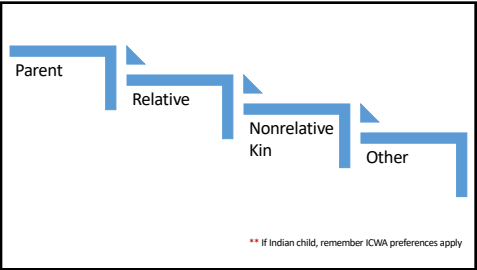 Parent
Relative
Nonrelative
Kin
Other
** If Indian child, remember ICWA preferences apply